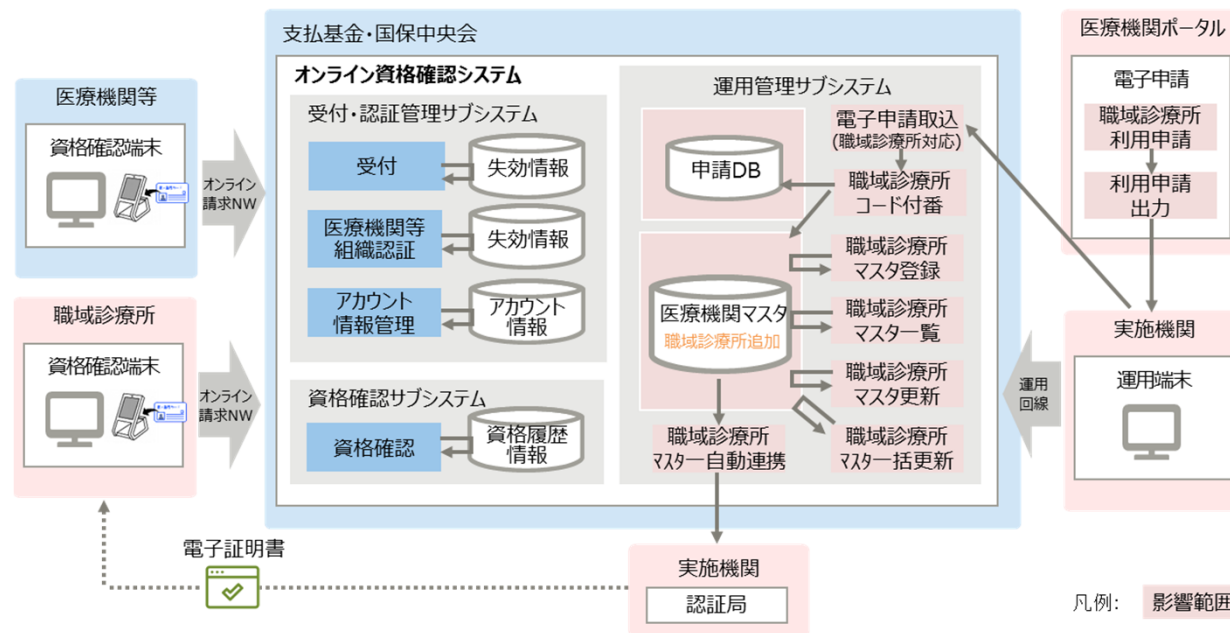 支払基金・国保中央会
オンライン資格確認システム
医療機関等
資格確認端末
オンライン
請求NW
職域診療所
資格確認端末
オンライン
請求NW
受付・認証管理サブシステム
受付
失効情報
医療機関等
組織認証
失効情報
アカウント
情報管理
アカウント
情報
資格確認サブシステム
資格確認
資格履歴
情報
運用管理サブシステム
申請DB
電子申請取込
(職域診療所対応)
職域診療所
コード付番
医療機関マスタ
職域診療所追加
職域診療所
マスタ登録
職域診療所
マスタ一覧
職域診療所
マスタ更新
職域診療所
マスタ一括更新
職域診療所
マスター自動連携
医療機関ポータル
電子申請
職域診療所
利用申請
利用申請
出力
実施機関
運用端末
運用
回線
電子証明書
実施機関
認証局
凡例:
影響範囲